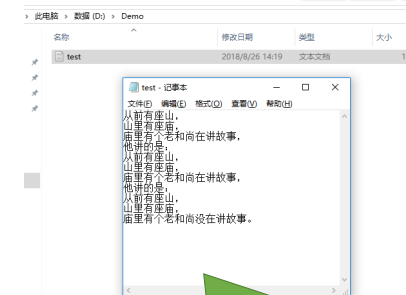 › 此电脑 › 数据 (D:) › Demo
名称 修改日期 类型 大小
test 2018/8/26 14:19 文本文档 1
test - 记事本
文件(F) 编辑(E) 格式(O) 查看(V) 帮助(H)
从前有座山，
山里有座庙，
庙里有个老和尚在讲故事，
他讲的是：
从前有座山，
山里有座庙，
庙里有个老和尚在讲故事，
他讲的是：
从前有座山，
山里有座庙，
庙里有个老和尚没在讲故事。